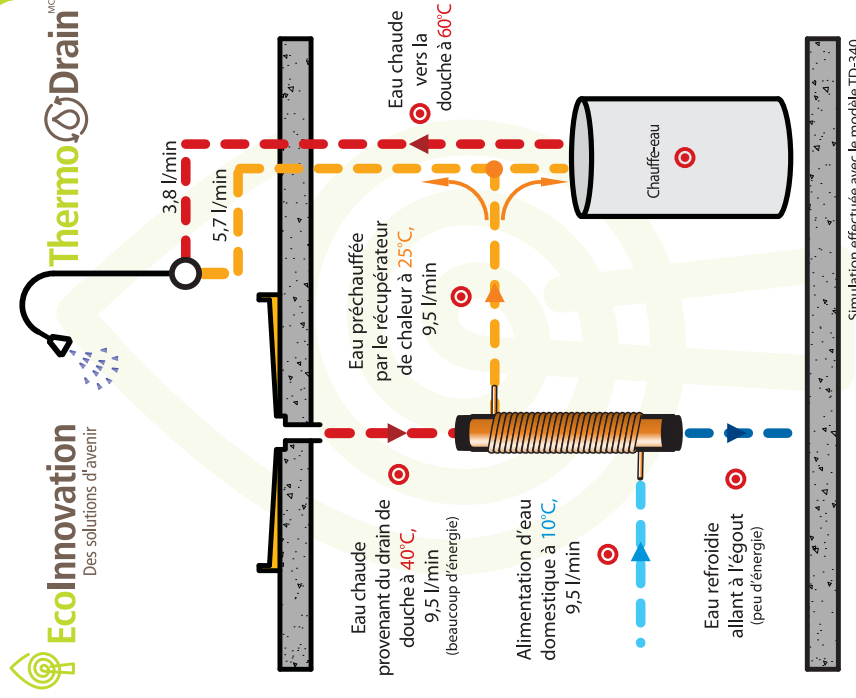 EcoInnovation
Des solutions d'avenir
ThermoDrain MC
3,8 l/min
5,7 l/min
Eau chaude
vers la
douche à 60°C
Eau préchauffée
par le récupérateur
de chaleur à 25°C,
9,5 l/min
Chauffe-eau
Eau chaude
provenant du drain de
douche à 40°C,
9,5 l/min
(beaucoup d'énergie)
Alimentation d'eau
domestique à 10°C,
9,5 l/min
Eau refroidie
allant à l'égout
(peu d'énergie)
Simulation effectuée avec le modèle TD-340